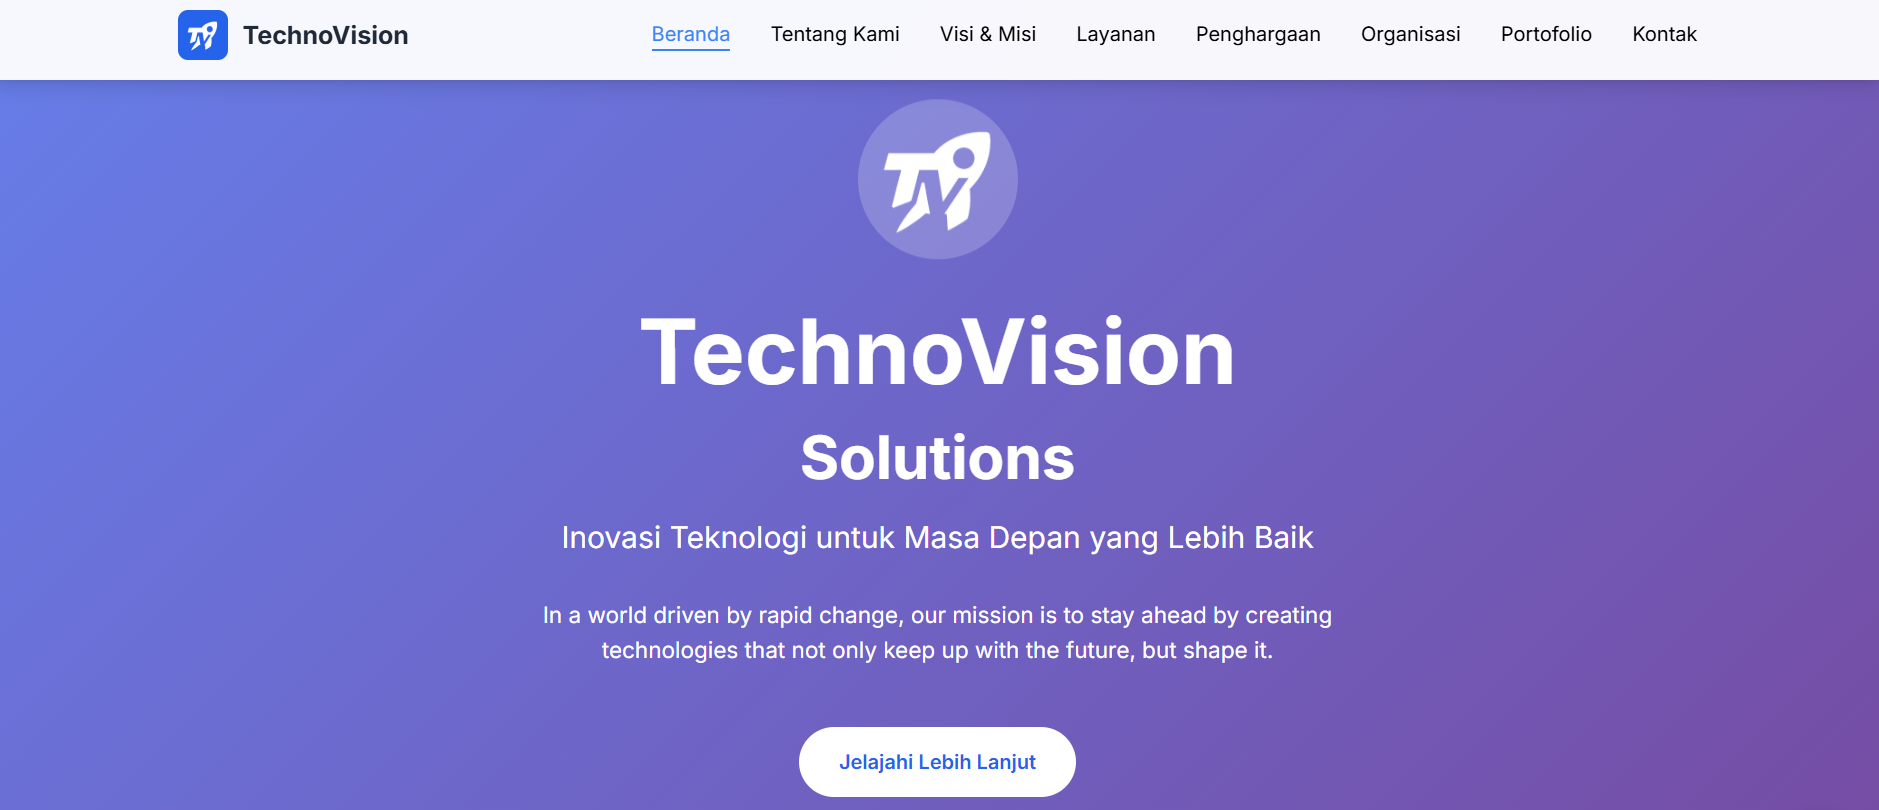 TechnoVision
Beranda Tentang Kami Visi & Misi Layanan Penghargaan Organisasi Portofolio Kontak
TechnoVision
Solutions
Inovasi Teknologi untuk Masa Depan yang Lebih Baik
In a world driven by rapid change, our mission is to stay ahead by creating
technologies that not only keep up with the future, but shape it.
Jelajahi Lebih Lanjut